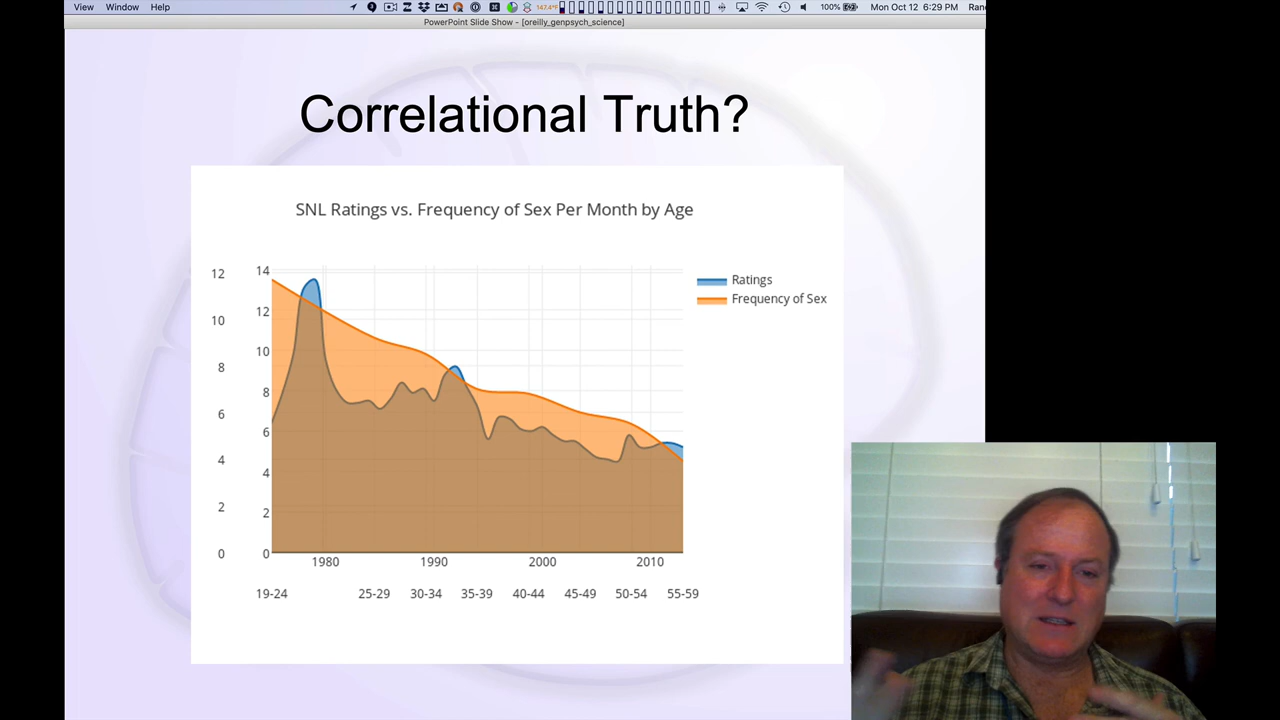 View Window Help 147.4°F 100% Mon Oct 12 6:29 PM Ran
PowerPoint Slide Show - [oreilly_genpsych_science]
Correlational Truth?
SNL Ratings vs. Frequency of Sex Per Month by Age
12
10
8
6
4
2
0
14
12
10
8
6
4
2
0
Ratings
Frequency of Sex
1980 1990 2000 2010
19-24 25-29 30-34 35-39 40-44 45-49 50-54 55-59